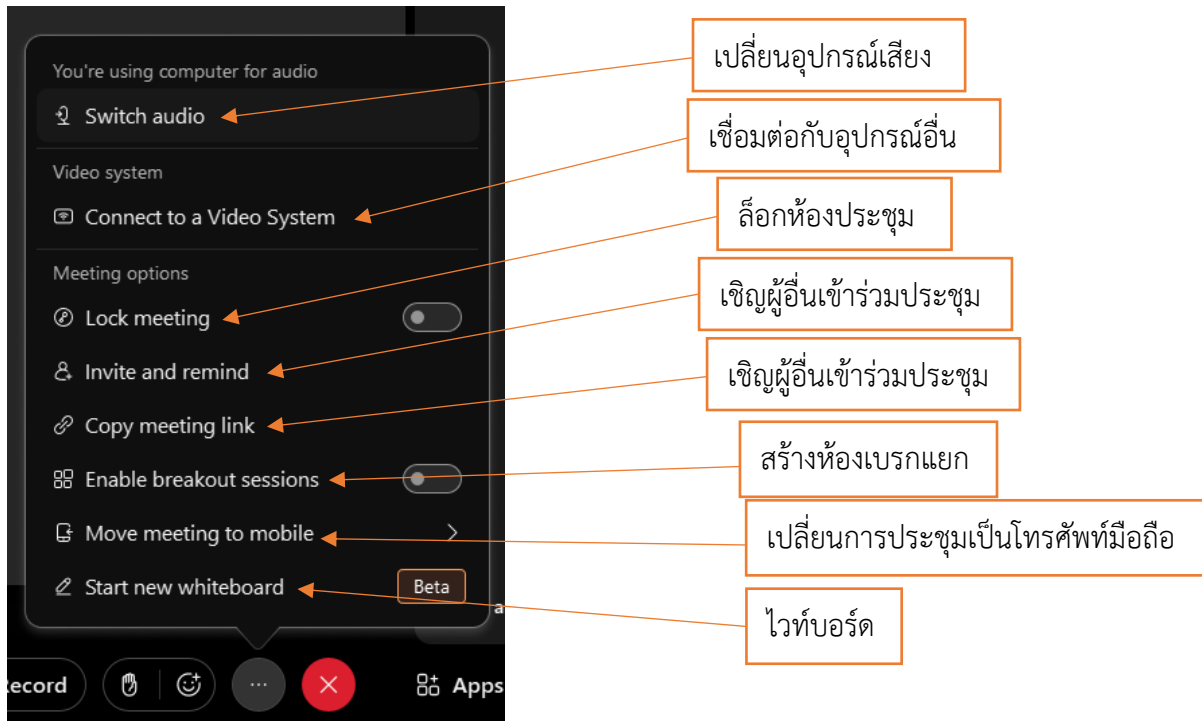 You're using computer for audio
Switch audio
Video system
Connect to a Video System
Meeting options
Lock meeting
Invite and remind
Copy meeting link
Enable breakout sessions
Move meeting to mobile
Start new whiteboard
Beta
Apps
เปลี่ยนอุปกรณ์เสียง
เชื่อมต่อกับอุปกรณ์อื่น
ล็อกห้องประชุม
เชิญผู้อื่นเข้าร่วมประชุม
เชิญผู้อื่นเข้าร่วมประชุม
สร้างห้องเบรกแยก
เปลี่ยนการประชุมเป็นโทรศัพท์มือถือ
ไวท์บอร์ด